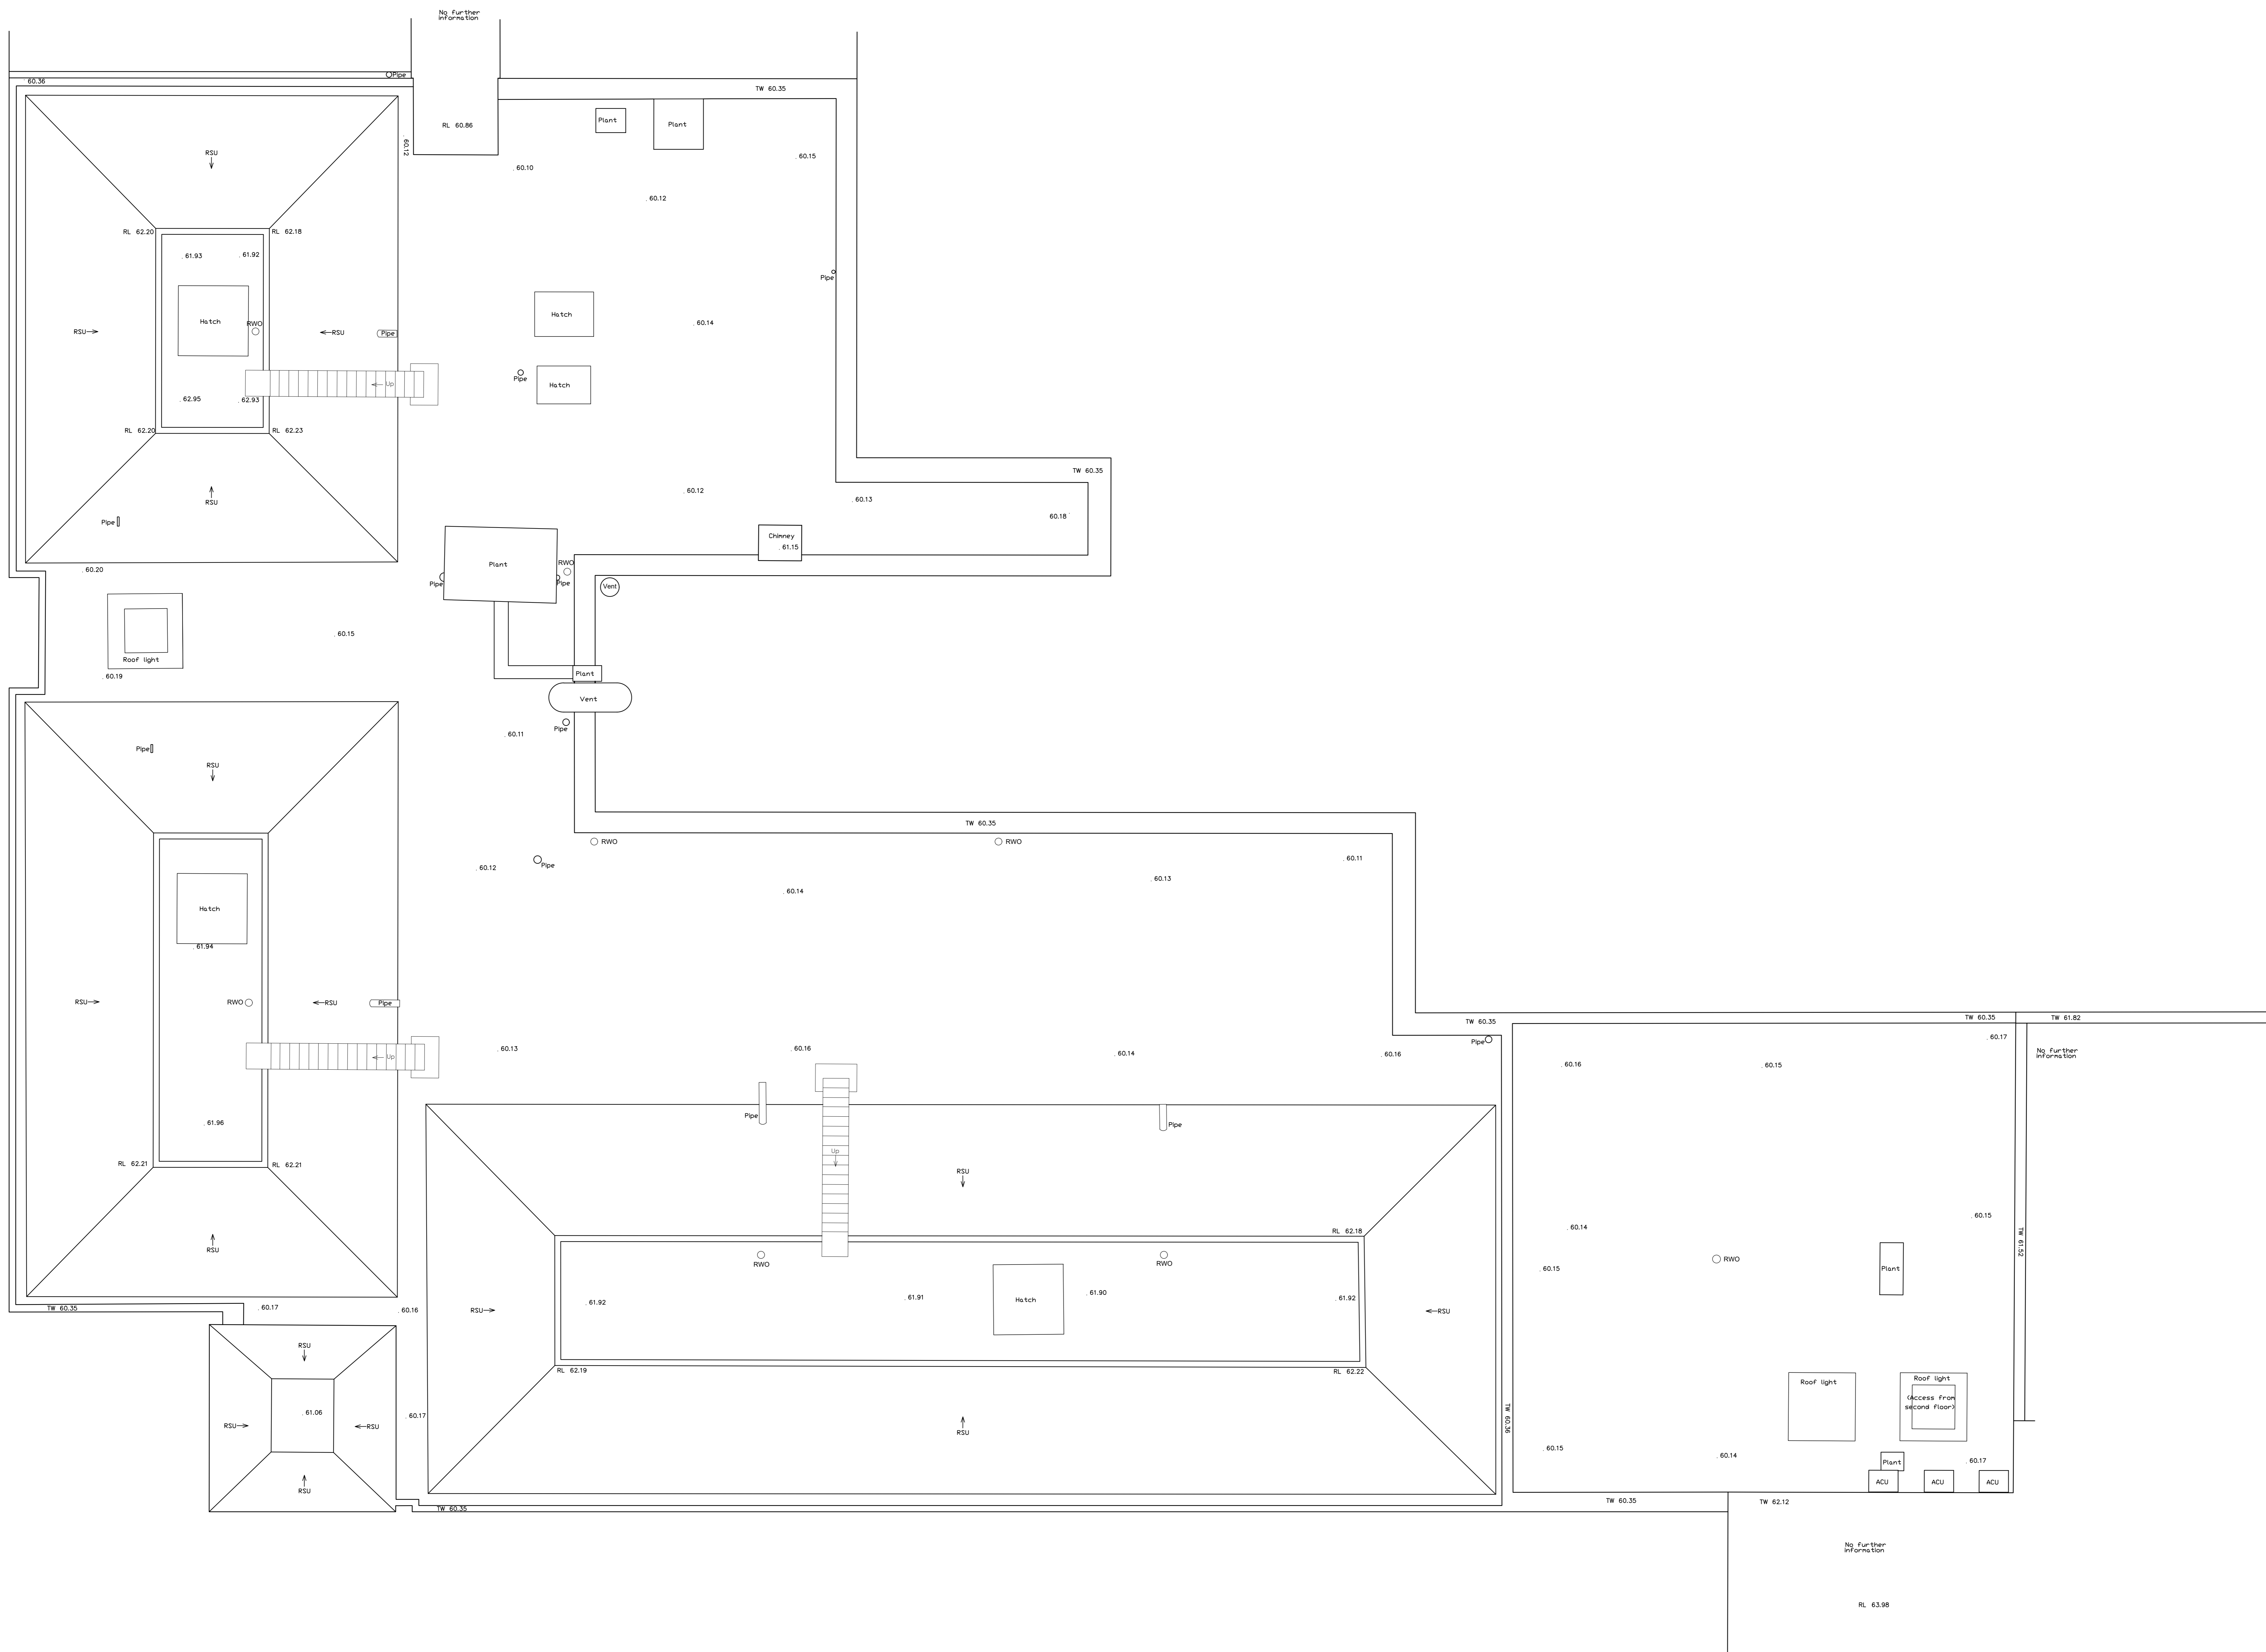 No further
information
Pipe
60.36
TW 60.35
Plant
Plant
RL 60.86
60.12
RSU
60.10
60.15
60.12
RL 62.20
RL 62.18
61.93
61.92
Pipe
Hatch
RWO
Hatch
60.14
RSU
RSU
Pipe
Pipe
Up
Hatch
62.95
62.93
RL 62.20
RL 62.23
TW 60.35
RSU
60.12
60.13
Pipe
60.18
Chimney
61.15
60.20
Plant
RWO
Pipe
Pipe
Vent
60.15
Roof light
60.19
Plant
Vent
Pipe
60.11
Pipe
RSU
TW 60.35
RWO
RWO
60.12
Pipe
60.11
60.14
60.13
Hatch
61.94
RSU
RWO
RSU
Pipe
TW 60.35
TW 60.35
TW 61.82
60.13
60.16
60.14
60.16
Pipe
60.17
No further
information
Up
60.16
60.15
Pipe
Pipe
61.96
Up
RL 62.21
RL 62.21
RSU
60.14
60.15
TW 61.52
RSU
RL 62.18
RWO
RWO
RWO
60.15
Plant
61.92
61.91
Hatch
61.90
61.92
TW 60.35
60.17
60.16
RSU
RSU
RSU
RL 62.19
RL 62.22
Roof light
Roof light
(Access from
second floor)
61.06
60.17
TW 60.36
RSU
RSU
RSU
60.15
60.14
60.17
Plant
RSU
ACU
ACU
ACU
TW 60.35
TW 60.35
TW 62.12
No further
information
RL 63.98